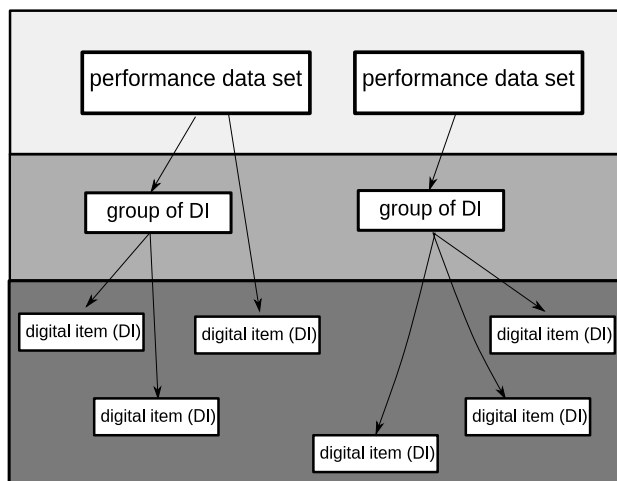 performance data set
performance data set
group of DI
group of DI
digital item (DI)
digital item (DI)
digital item (DI)
digital item (DI)
digital item (DI)
digital item (DI)